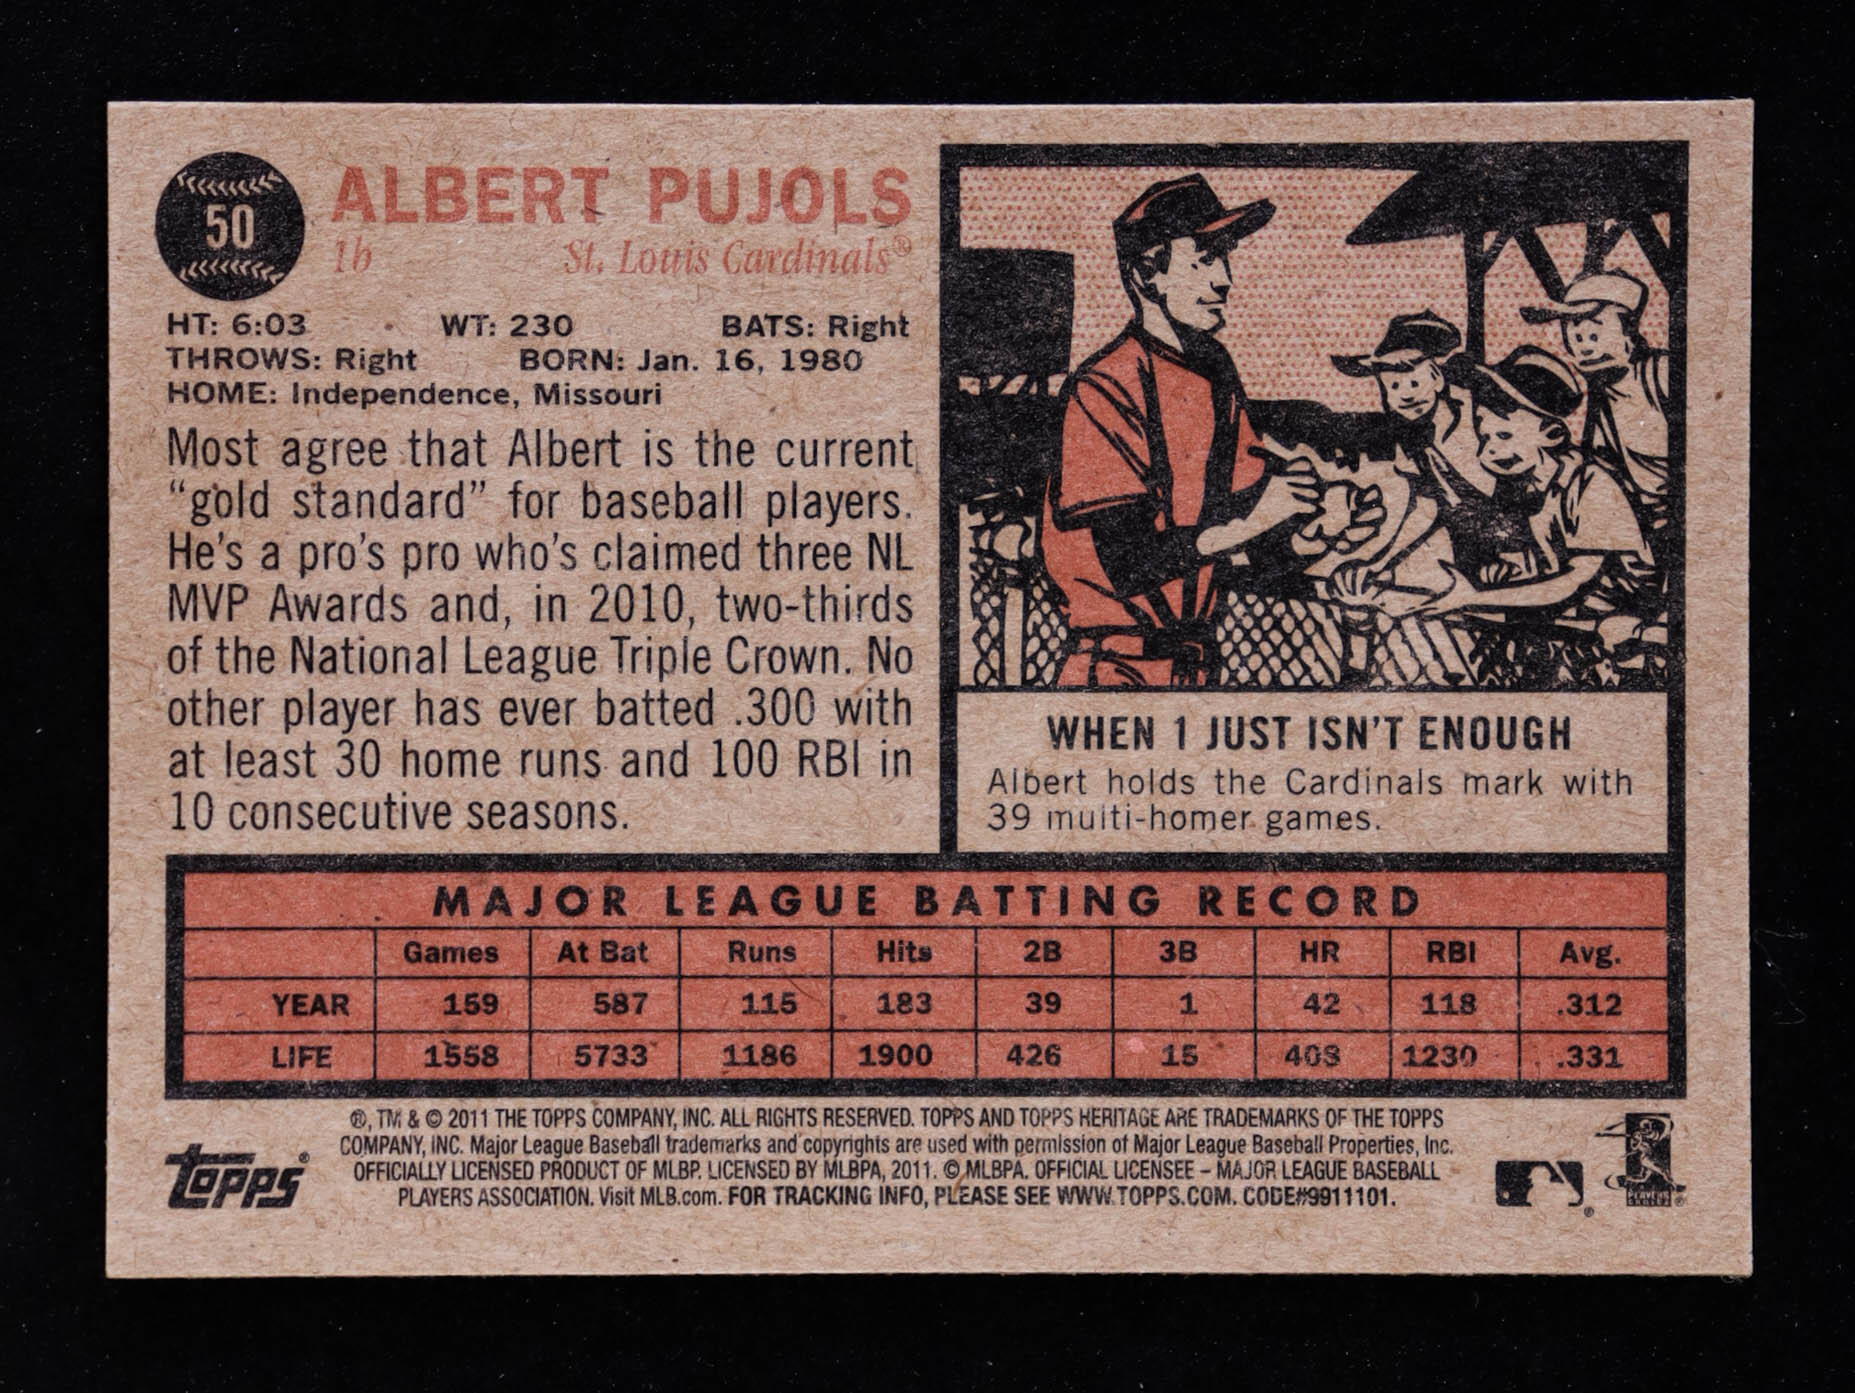 50
ALBERT PUJOLS
1b St. Louis Cardinals®
HT: 6:03 WT: 230 BATS: Right
THROWS: Right BORN: Jan. 16, 1980
HOME: Independence, Missouri
Most agree that Albert is the current
“gold standard” for baseball players.
He’s a pro’s pro who’s claimed three NL
MVP Awards and, in 2010, two-thirds
of the National League Triple Crown. No
other player has ever batted .300 with
at least 30 home runs and 100 RBI in
10 consecutive seasons.
WHEN 1 JUST ISN’T ENOUGH
Albert holds the Cardinals mark with
39 multi-homer games.
MAJOR LEAGUE BATTING RECORD
Games At Bat Runs Hits 2B 3B HR RBI Avg.
YEAR 159 587 115 183 39 1 42 118 .312
LIFE 1558 5733 1186 1900 426 15 408 1230 .331
®, TM & © 2011 THE TOPPS COMPANY, INC. ALL RIGHTS RESERVED. TOPPS AND TOPPS HERITAGE ARE TRADEMARKS OF THE TOPPS
COMPANY, INC. Major League Baseball trademarks and copyrights are used with permission of Major League Baseball Properties, Inc.
OFFICIALLY LICENSED PRODUCT OF MLBP. LICENSED BY MLBPA, 2011. © MLBPA. OFFICIAL LICENSEE – MAJOR LEAGUE BASEBALL
PLAYERS ASSOCIATION. Visit MLB.com. FOR TRACKING INFO, PLEASE SEE WWW.TOPPS.COM. CODE#9911101.
topps®